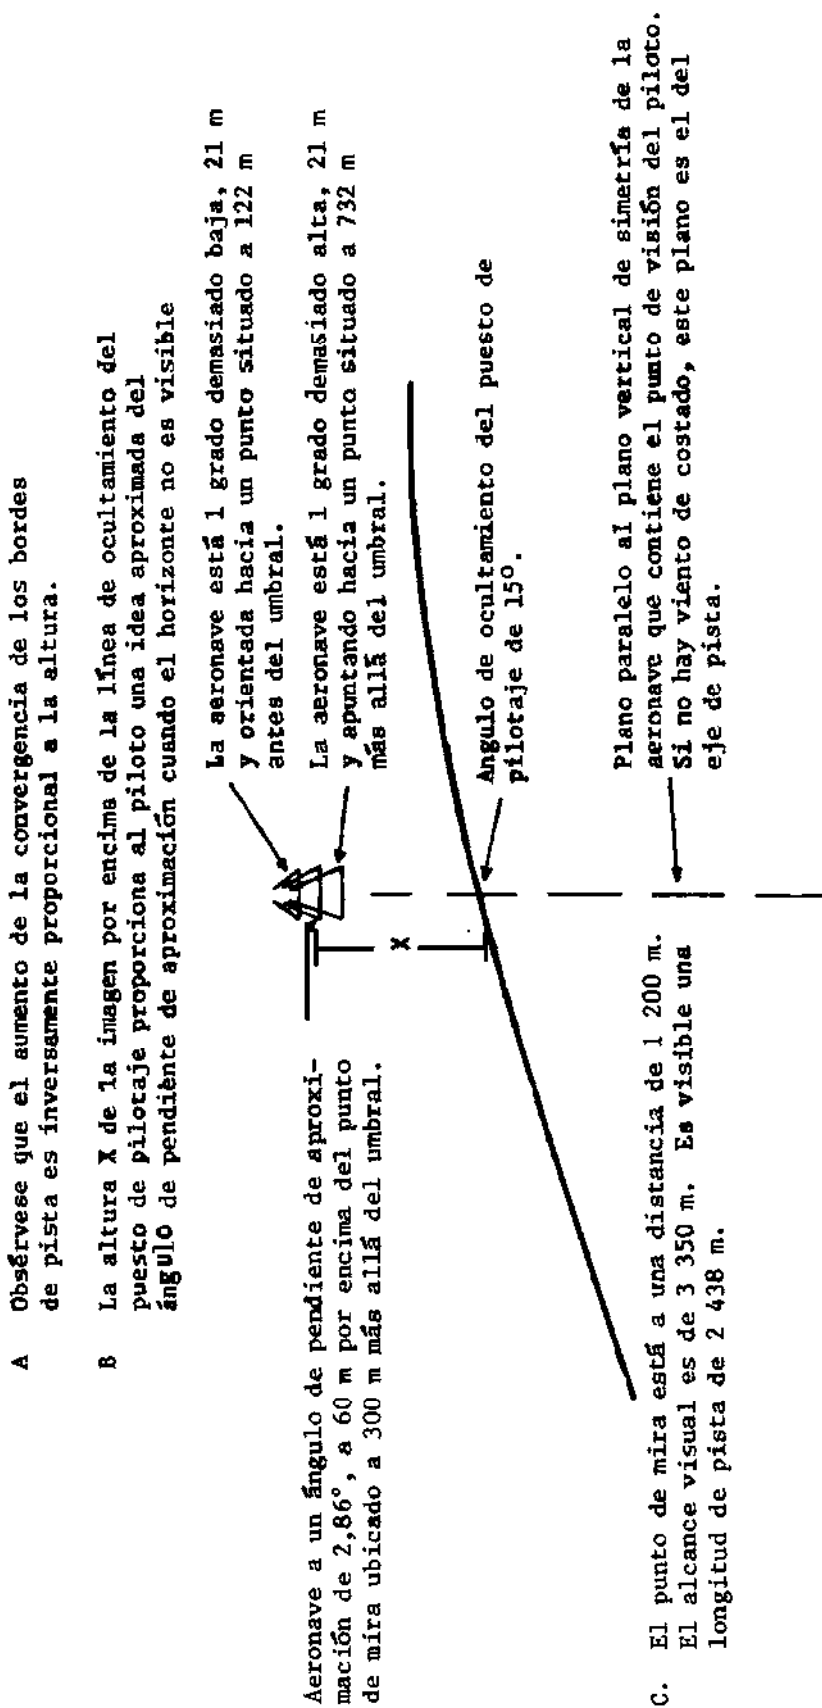 A Obsérvese que el aumento de la convergencia de los bordes
de pista es inversamente proporcional a la altura.
B La altura X de la imagen por encima de la línea de ocultamiento del
puesto de pilotaje proporciona al piloto una idea aproximada del
ángulo de pendiente de aproximación cuando el horizonte no es visible
La aeronave está 1 grado demasiado baja, 21 m
y orientada hacia un punto situado a 122 m
antes del umbral.
La aeronave está 1 grado demasiado alta, 21 m
y apuntando hacia un punto situado a 732 m
más allá del umbral.
Aeronave a un ángulo de pendiente de aproxi-
mación de 2,86°, a 60 m por encima del punto
de mira ubicado a 300 m más allá del umbral.
X
Angulo de ocultamiento del puesto de
pilotaje de 15°.
Plano paralelo al plano vertical de simetría de la
aeronave que contiene el punto de visión del piloto.
Si no hay viento de costado, este plano es el del
eje de pista.
C. El punto de mira está a una distancia de 1 200 m.
El alcance visual es de 3 350 m. Es visible una
longitud de pista de 2 438 m.